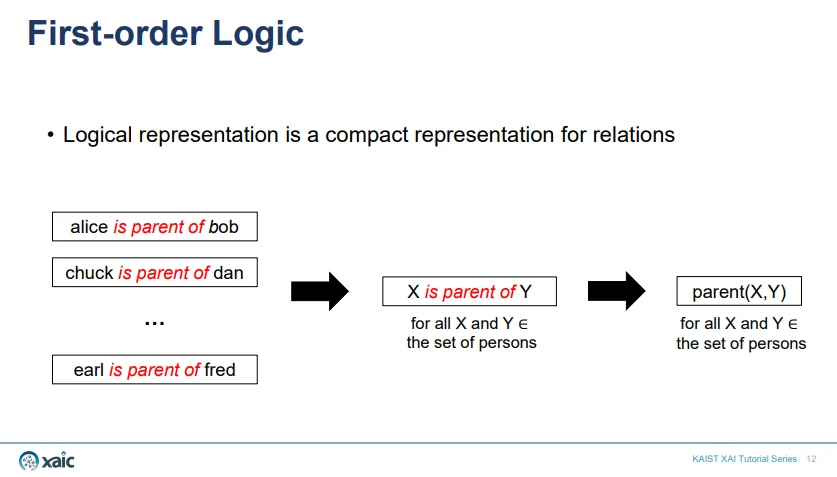 First-order Logic
• Logical representation is a compact representation for relations
alice is parent of bob
chuck is parent of dan
...
earl is parent of fred
X is parent of Y
for all X and Y ∈
the set of persons
parent(X,Y)
for all X and Y ∈
the set of persons
xaic
KAIST XAI Tutorial Series 12